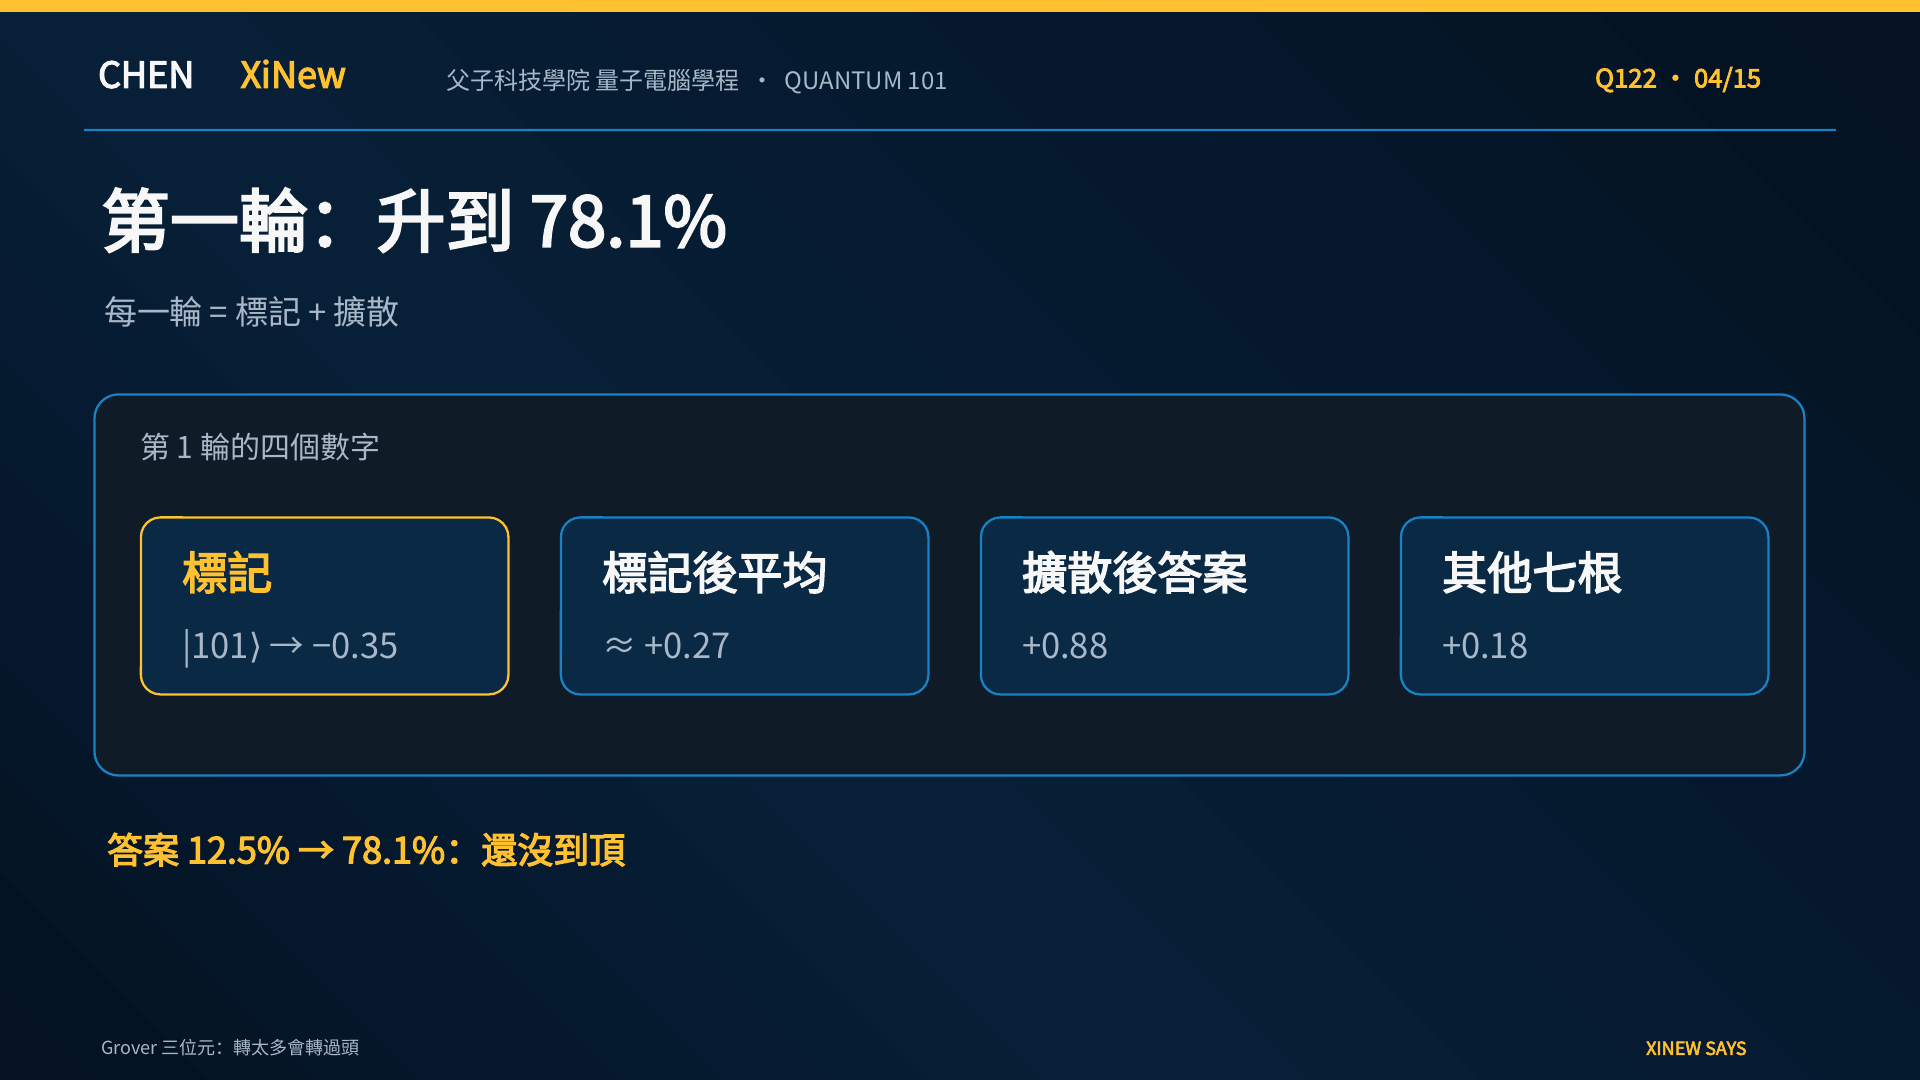 CHEN XiNew 父子科技學院 量子電腦學程 · QUANTUM 101 Q122 · 04/15
第一輪：升到 78.1%
每一輪 = 標記 + 擴散
第 1 輪的四個數字
標記 標記後平均 擴散後答案 其他七根
|101⟩ → −0.35 ≈ +0.27 +0.88 +0.18
答案 12.5% → 78.1%：還沒到頂
Grover 三位元：轉太多會轉過頭 XINEW SAYS